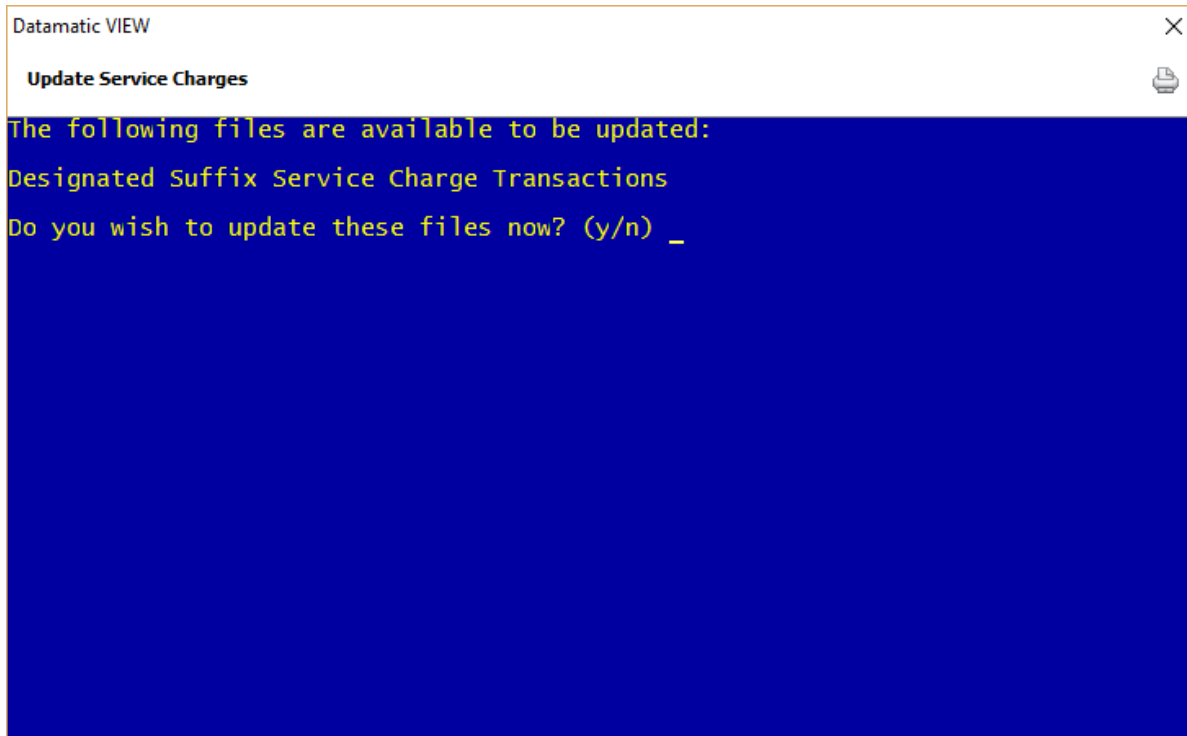 Datamatic VIEW
Update Service Charges
The following files are available to be updated:
Designated Suffix Service Charge Transactions
Do you wish to update these files now? (y/n) _